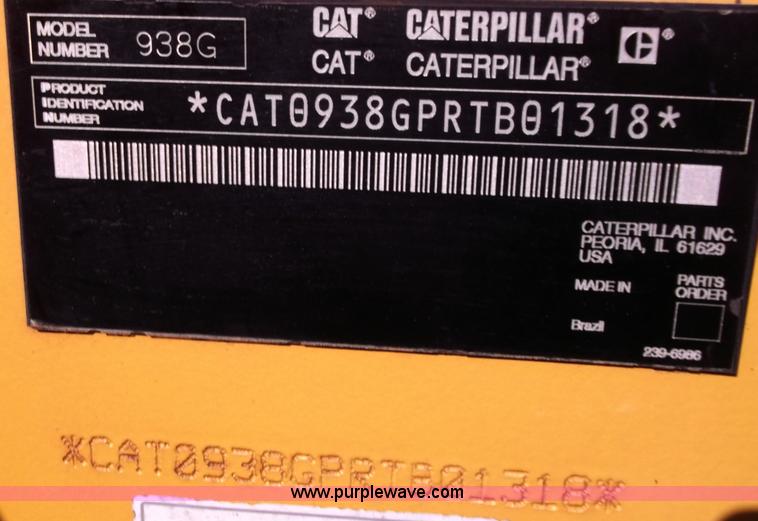 MODEL NUMBER 938G
CAT® CATERPILLAR®
CAT® CATERPILLAR®
C®
PRODUCT IDENTIFICATION NUMBER *CAT0938GPRTB01318*
CATERPILLAR INC.
PEORIA, IL 61629
USA
MADE IN
Brazil
PARTS ORDER
239-6986
*CAT0938GPRTB01318*
www.purplewave.com